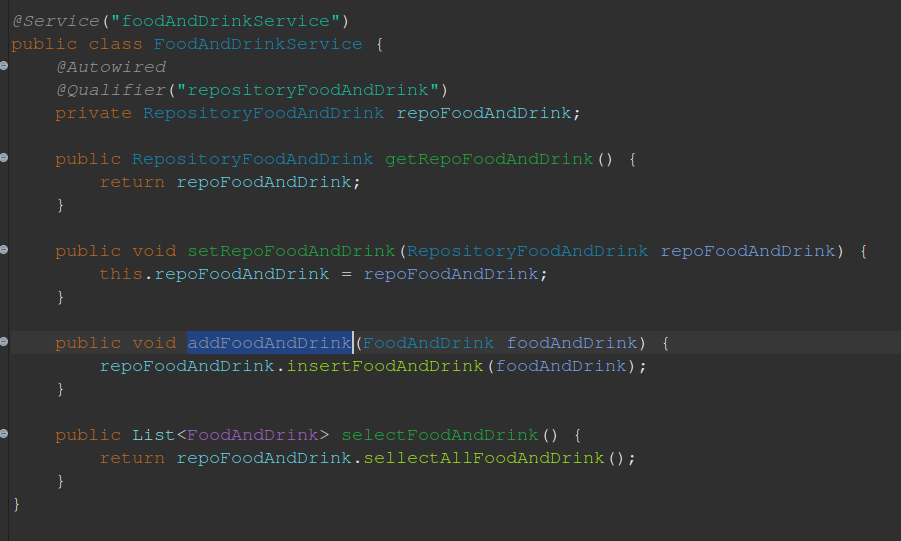 @Service("foodAndDrinkService")
public class FoodAndDrinkService {
@Autowired
@Qualifier("repositoryFoodAndDrink")
private RepositoryFoodAndDrink repoFoodAndDrink;
public RepositoryFoodAndDrink getRepoFoodAndDrink() {
return repoFoodAndDrink;
}
public void setRepoFoodAndDrink(RepositoryFoodAndDrink repoFoodAndDrink) {
this.repoFoodAndDrink = repoFoodAndDrink;
}
public void addFoodAndDrink(FoodAndDrink foodAndDrink) {
repoFoodAndDrink.insertFoodAndDrink(foodAndDrink);
}
public List<FoodAndDrink> selectFoodAndDrink() {
return repoFoodAndDrink.sellectAllFoodAndDrink();
}
}